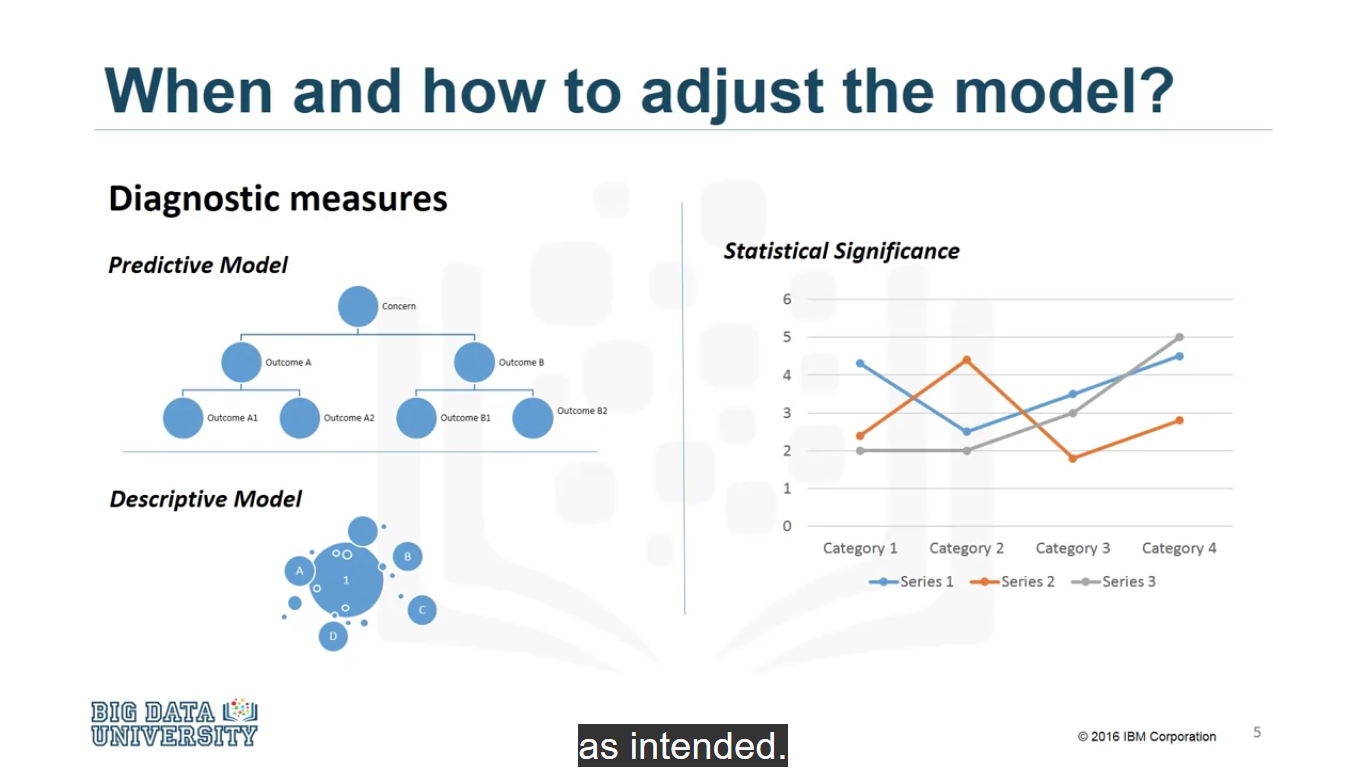 When and how to adjust the model?
Diagnostic measures
Predictive Model
Concern
Outcome A
Outcome B
Outcome A1
Outcome A2
Outcome B1
Outcome B2
Descriptive Model
A
B
1
C
D
Statistical Significance
6
5
4
3
2
1
0
Category 1 Category 2 Category 3 Category 4
Series 1 Series 2 Series 3
BIG DATA
UNIVERSITY
© 2016 IBM Corporation
5
as intended.